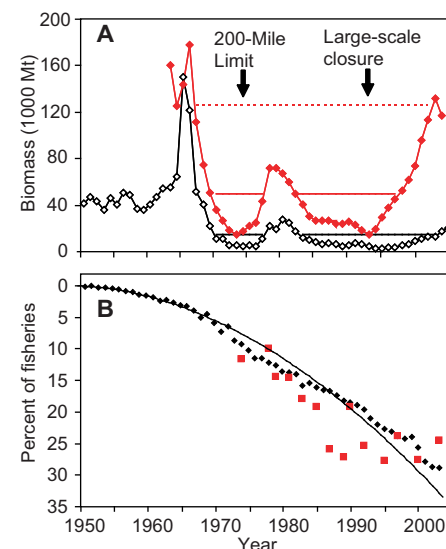 A
200-Mile
Limit
Large-scale
closure
Biomass (1000 Mt)
200
160
120
80
40
0
B
Percent of fisheries
0
5
10
15
20
25
30
35
1950 1960 1970 1980 1990 2000
Year